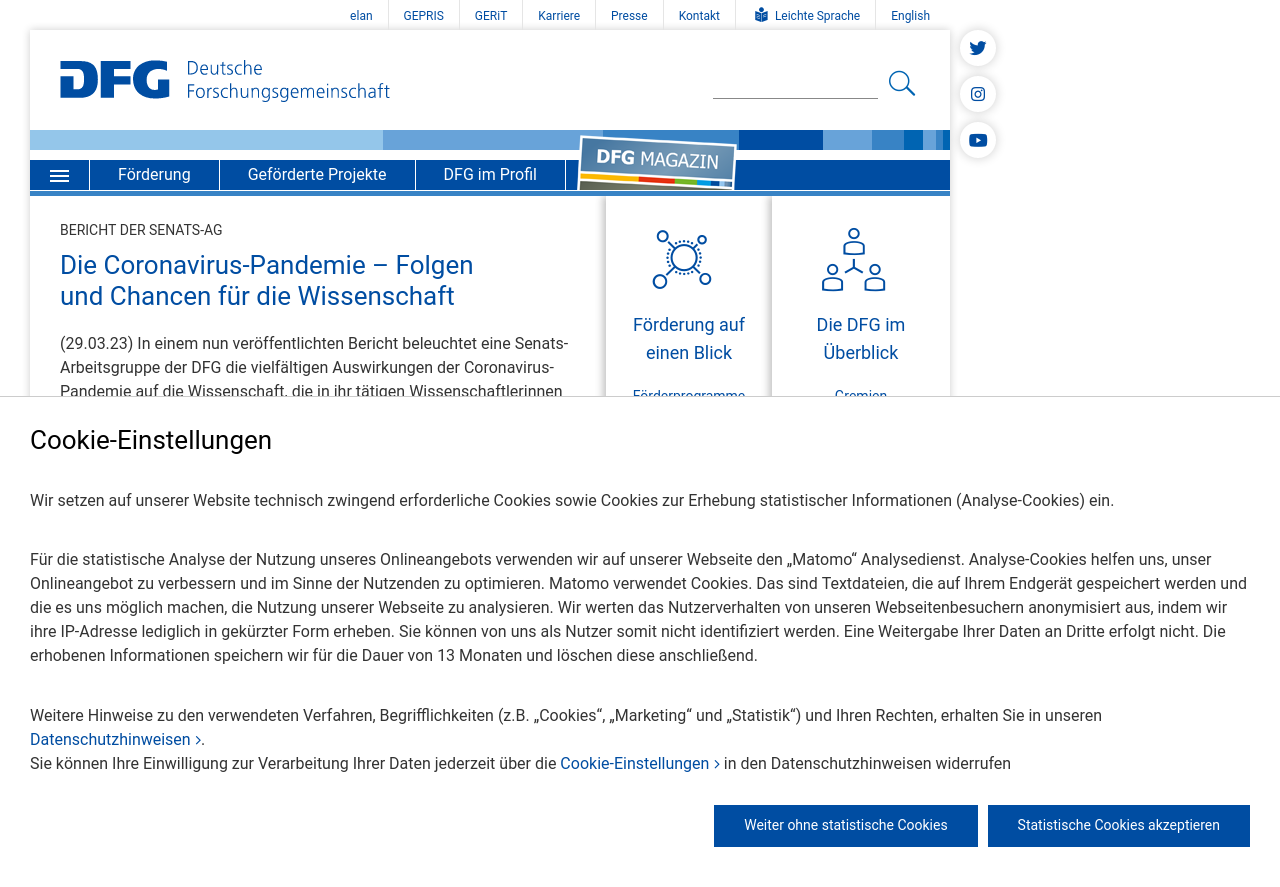 elan
GEPRIS
GERiT
Karriere
Presse
Kontakt
Leichte Sprache
English
DFG Deutsche
Forschungsgemeinschaft
Förderung
Geförderte Projekte
DFG im Profil
DFG MAGAZIN
BERICHT DER SENATS-AG
Die Coronavirus-Pandemie – Folgen
und Chancen für die Wissenschaft
(29.03.23) In einem nun veröffentlichten Bericht beleuchtet eine Senats-
Arbeitsgruppe der DFG die vielfältigen Auswirkungen der Coronavirus-
Pandemie auf die Wissenschaft, die in ihr tätigen Wissenschaftlerinnen
Förderung auf
einen Blick
Förderprogramme
Die DFG im
Überblick
Gremien
Cookie-Einstellungen
Wir setzen auf unserer Website technisch zwingend erforderliche Cookies sowie Cookies zur Erhebung statistischer Informationen (Analyse-Cookies) ein.
Für die statistische Analyse der Nutzung unseres Onlineangebots verwenden wir auf unserer Webseite den „Matomo“ Analysedienst. Analyse-Cookies helfen uns, unser
Onlineangebot zu verbessern und im Sinne der Nutzenden zu optimieren. Matomo verwendet Cookies. Das sind Textdateien, die auf Ihrem Endgerät gespeichert werden und
die es uns möglich machen, die Nutzung unserer Webseite zu analysieren. Wir werten das Nutzerverhalten von unseren Webseitenbesuchern anonymisiert aus, indem wir
ihre IP-Adresse lediglich in gekürzter Form erheben. Sie können von uns als Nutzer somit nicht identifiziert werden. Eine Weitergabe Ihrer Daten an Dritte erfolgt nicht. Die
erhobenen Informationen speichern wir für die Dauer von 13 Monaten und löschen diese anschließend.
Weitere Hinweise zu den verwendeten Verfahren, Begrifflichkeiten (z.B. „Cookies“, „Marketing“ und „Statistik“) und Ihren Rechten, erhalten Sie in unseren
Datenschutzhinweisen.
Sie können Ihre Einwilligung zur Verarbeitung Ihrer Daten jederzeit über die Cookie-Einstellungen in den Datenschutzhinweisen widerrufen
Weiter ohne statistische Cookies
Statistische Cookies akzeptieren